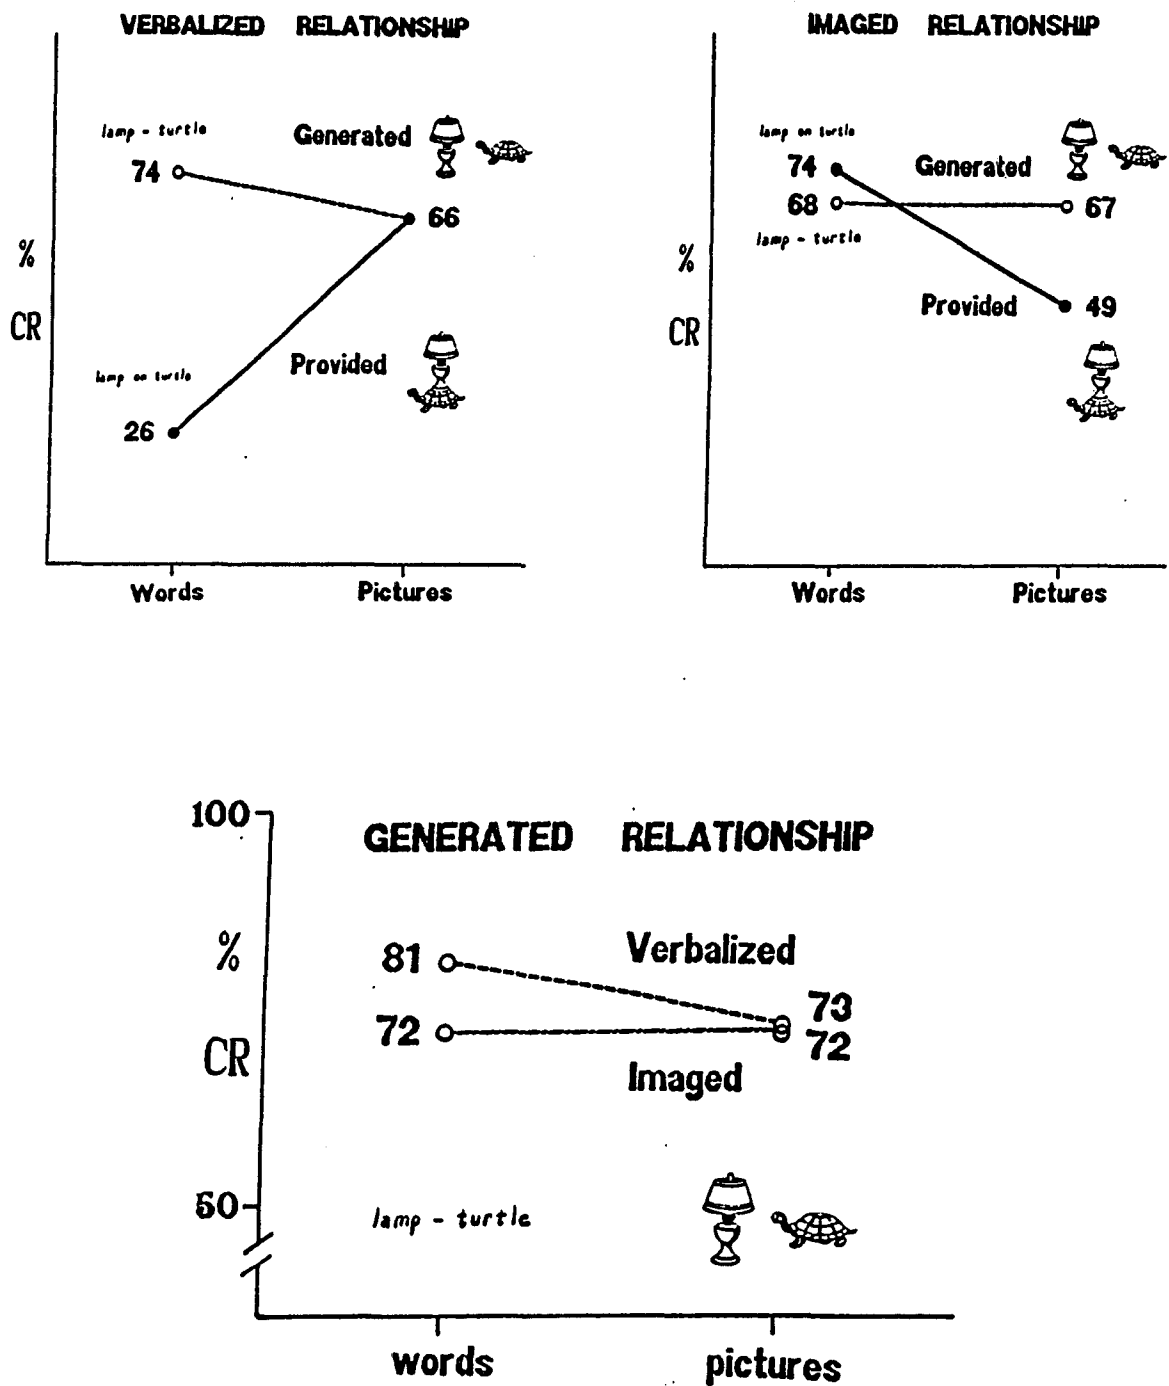 VERBALIZED RELATIONSHIP
lamp - turtle
Generated
74
66
%
CR
Provided
lamp on turtle
26
Words Pictures
IMAGED RELATIONSHIP
lamp on turtle
74
Generated
68
67
lamp - turtle
%
CR
Provided
49
Words Pictures
100
GENERATED RELATIONSHIP
%
81
Verbalized
73
72
72
CR
Imaged
50
lamp - turtle
words pictures